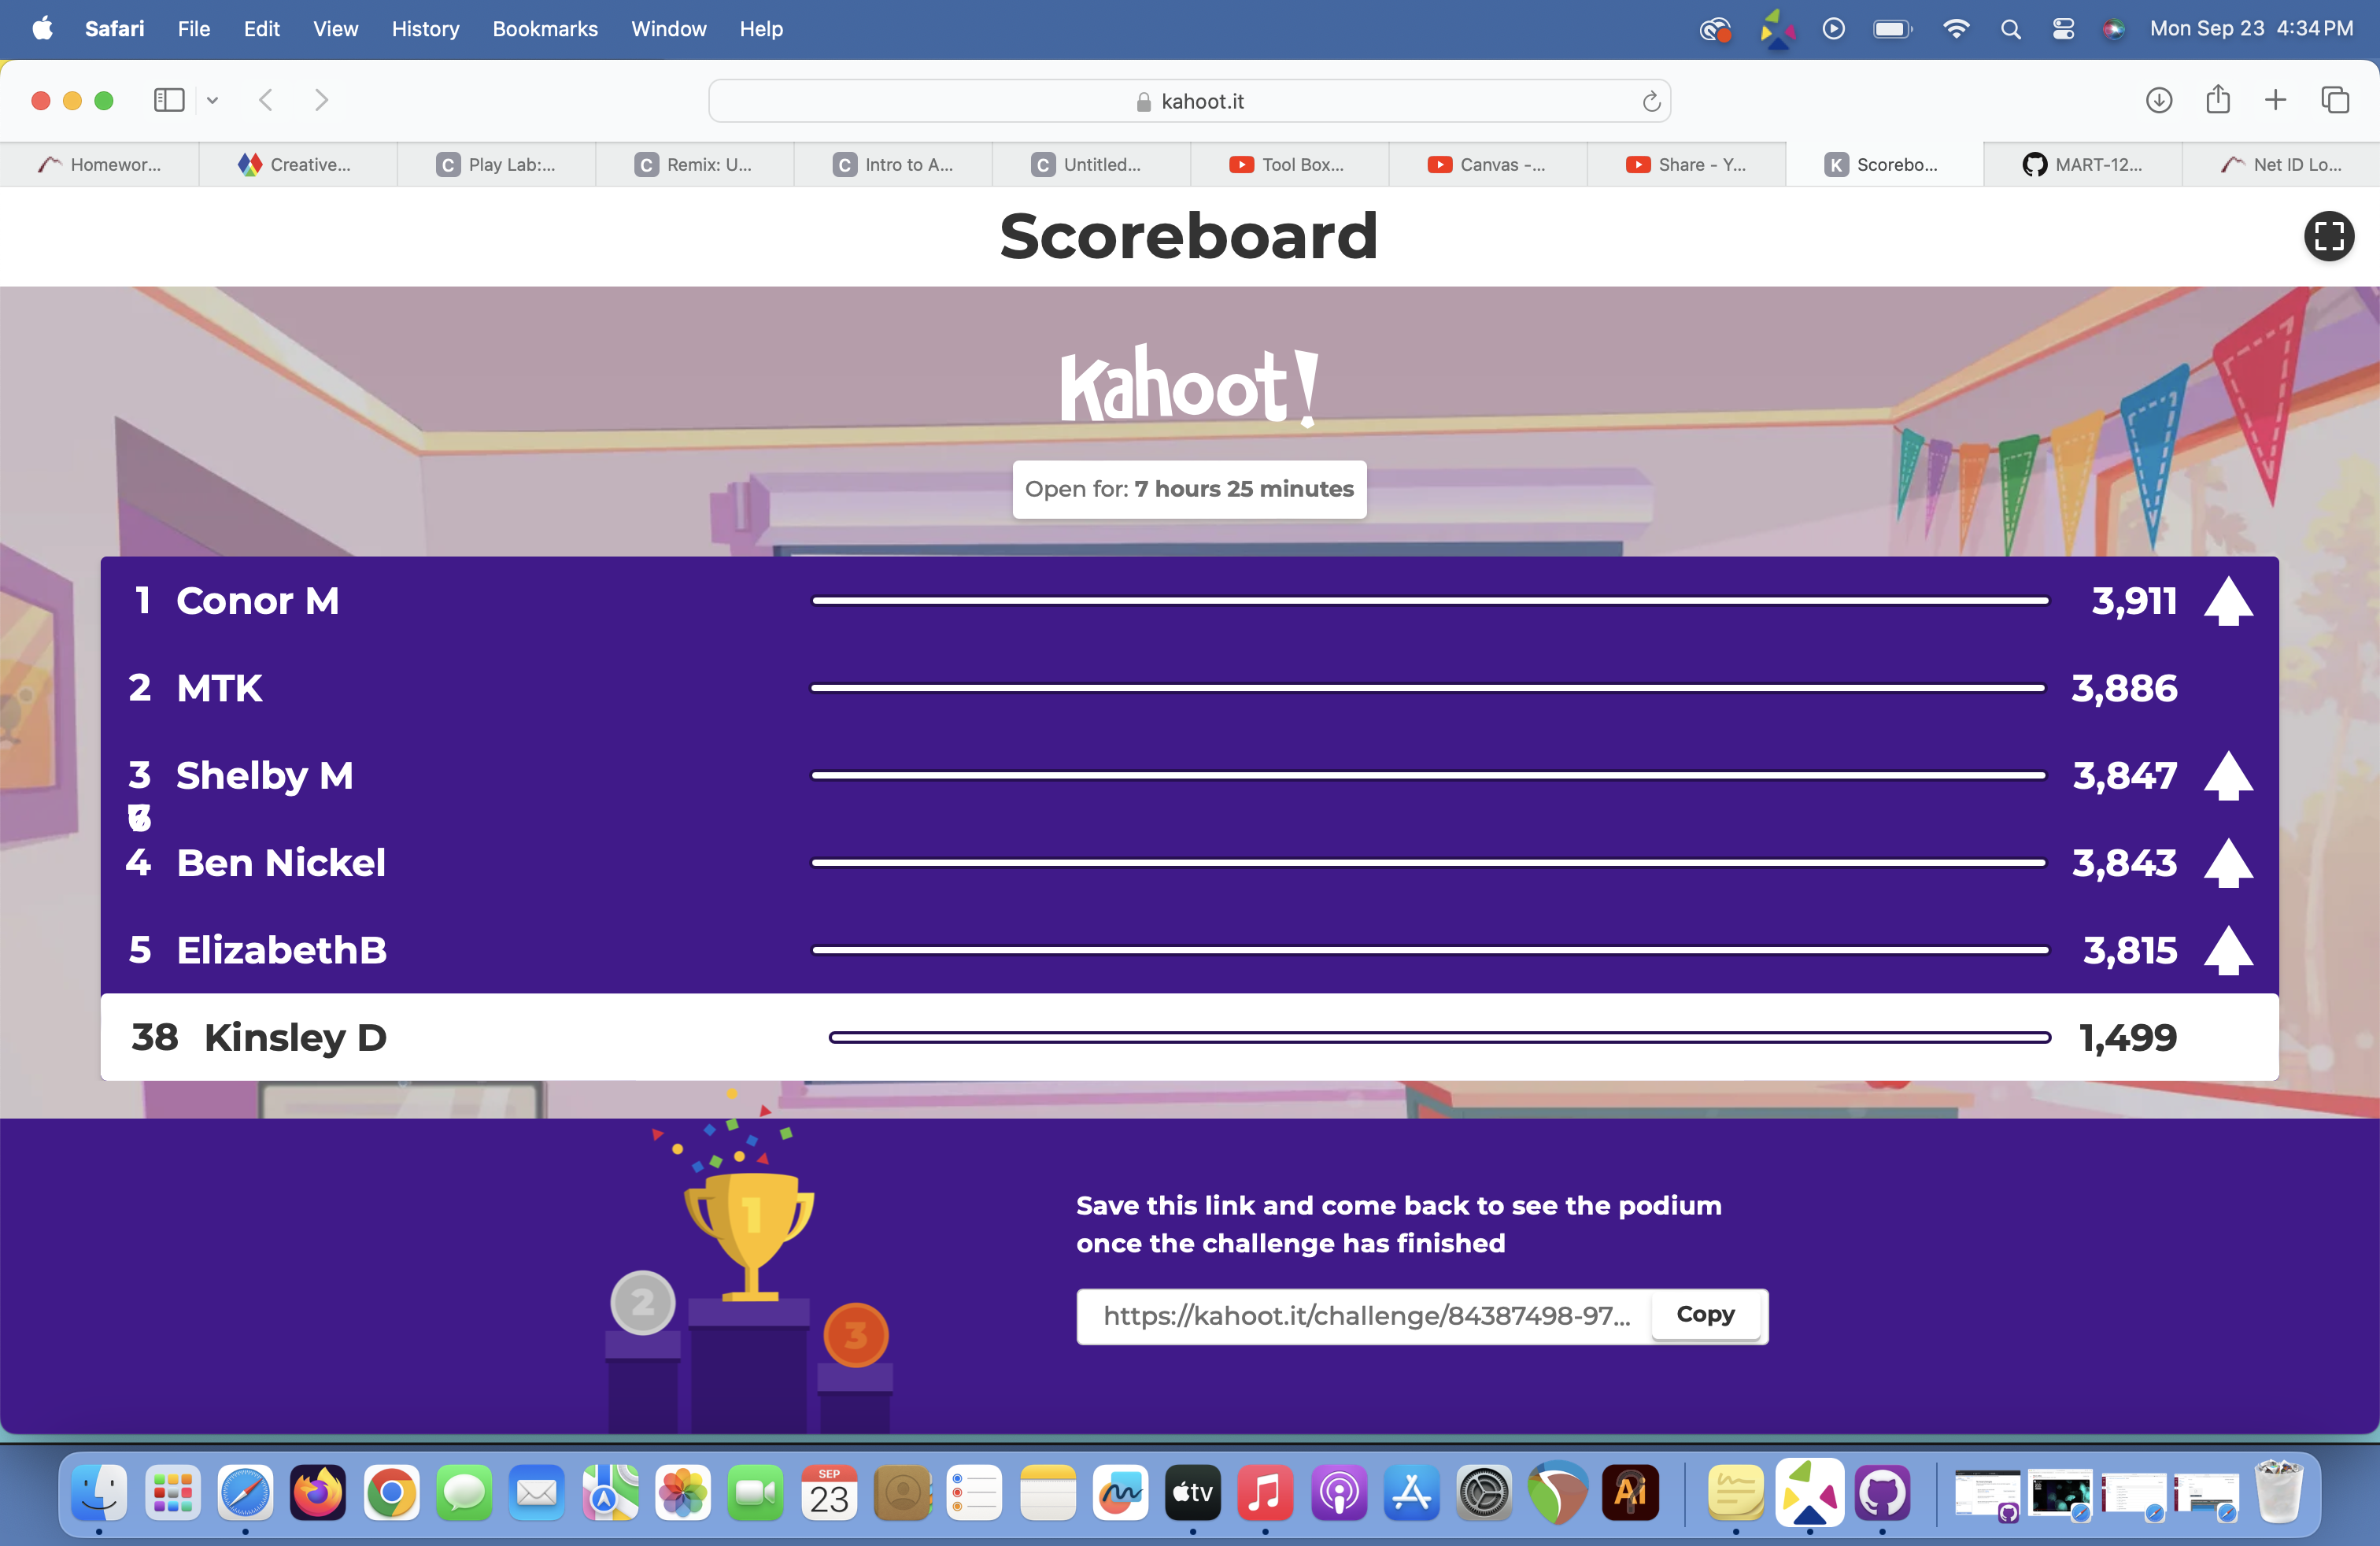 Safari File Edit View History Bookmarks Window Help Mon Sep 23 4:34 PM
kahoot.it
Homewor... Creative... C Play Lab:... C Remix: U... C Intro to A... C Untitled... Tool Box... Canvas -... Share - Y... K Scorebo... MART-12... Net ID Lo...
Scoreboard
Kahoot!
Open for: 7 hours 25 minutes
1 Conor M 3,911
2 MTK 3,886
3 Shelby M 3,847
4 Ben Nickel 3,843
5 ElizabethB 3,815
38 Kinsley D 1,499
1
2
3
Save this link and come back to see the podium
once the challenge has finished
https://kahoot.it/challenge/84387498-97... Copy
SEP
23
tv
Ai